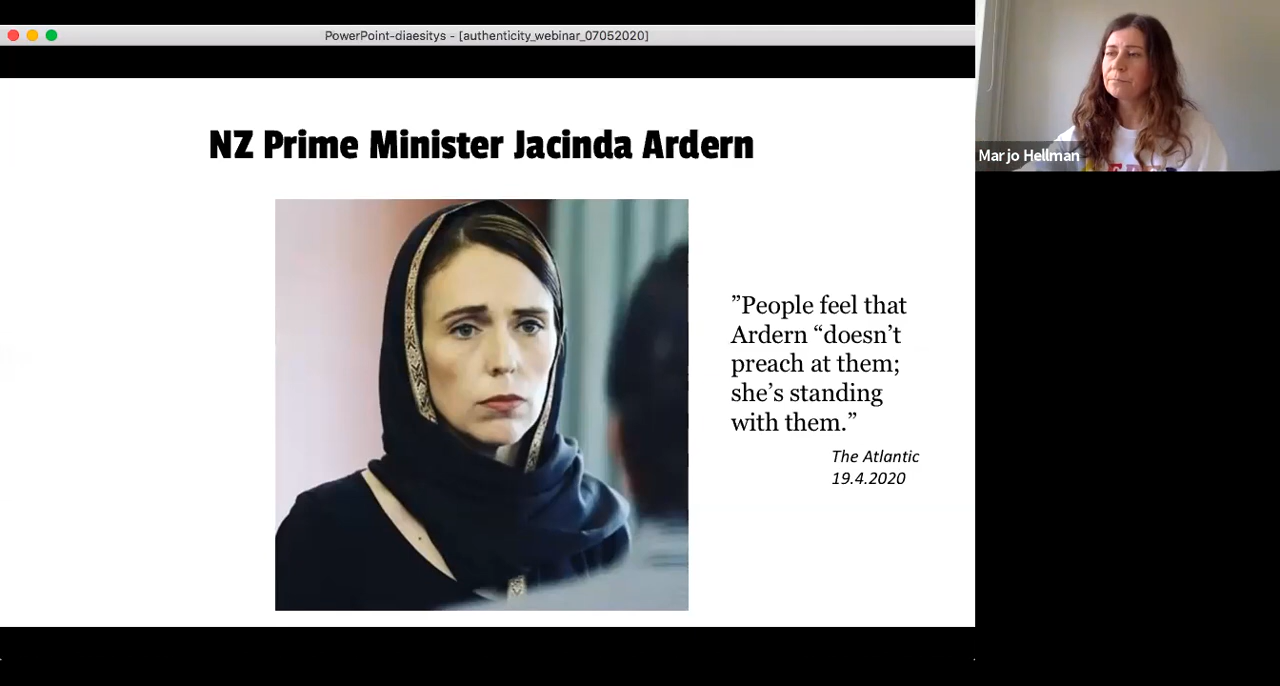 PowerPoint-diaesitys - [authenticity_webinar_07052020]
NZ Prime Minister Jacinda Ardern
”People feel that
Ardern “doesn’t
preach at them;
she’s standing
with them.”
The Atlantic
19.4.2020
Marjo Hellman